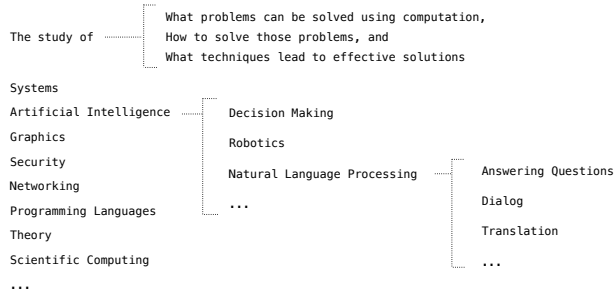 What problems can be solved using computation,
The study of
How to solve those problems, and
What techniques lead to effective solutions
Systems
Artificial Intelligence
Graphics
Security
Networking
Programming Languages
Theory
Scientific Computing
...
Decision Making
Robotics
Natural Language Processing
...
Answering Questions
Dialog
Translation
...